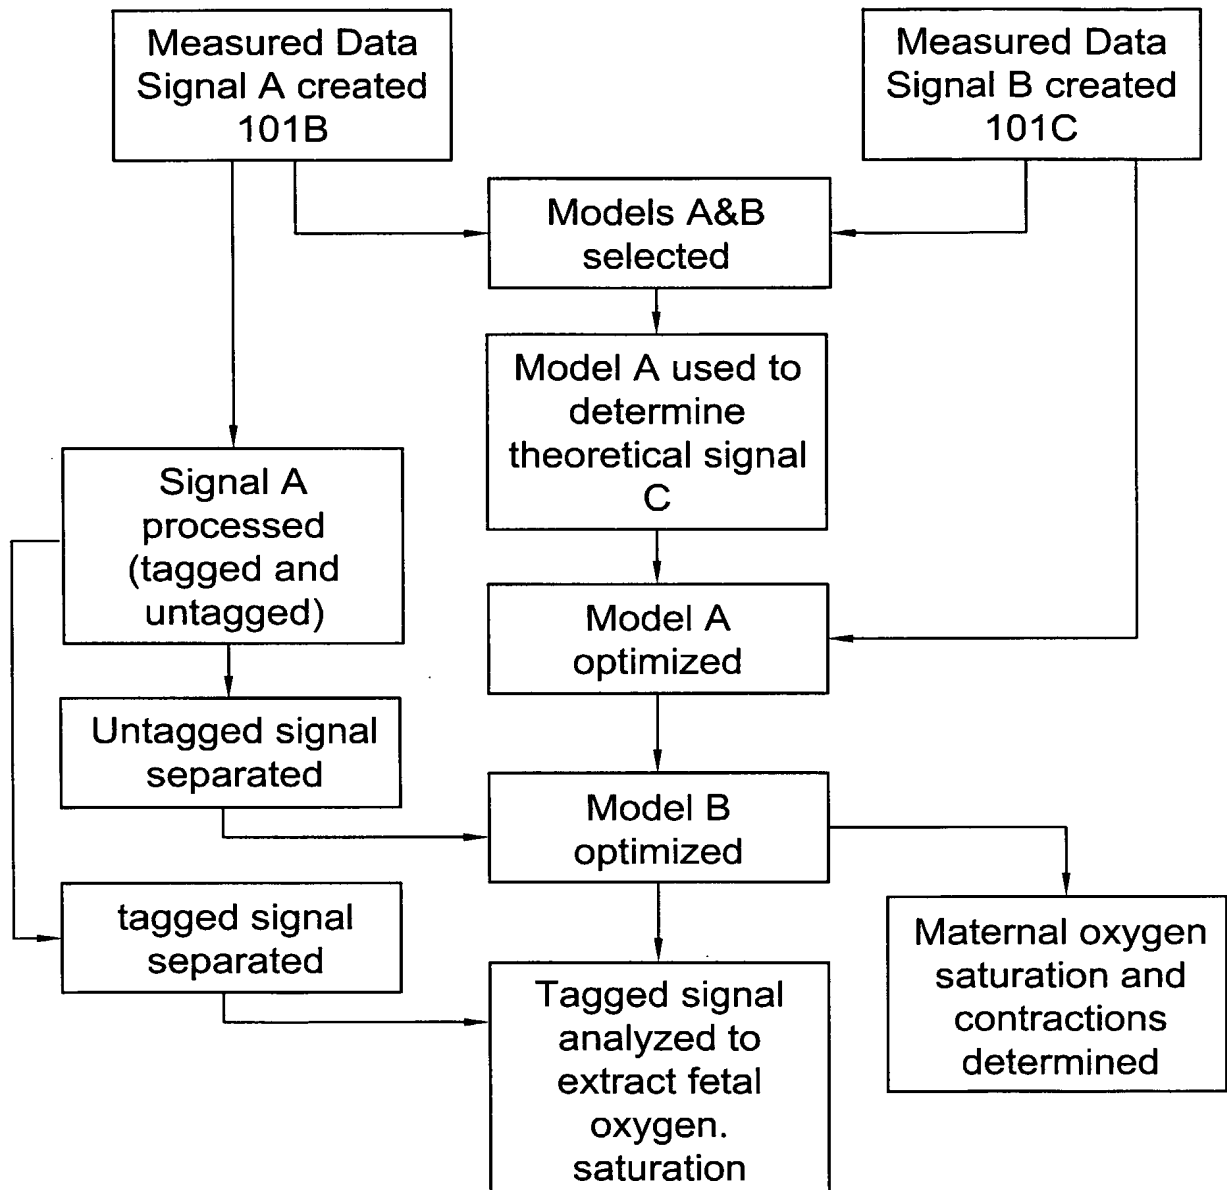 Measured Data
Signal A created
101B
Measured Data
Signal B created
101C
Models A&B
selected
Model A used to
determine
theoretical signal
C
Signal A
processed
(tagged and
untagged)
Model A
optimized
Untagged signal
separated
Model B
optimized
tagged signal
separated
Maternal oxygen
saturation and
contractions
determined
Tagged signal
analyzed to
extract fetal
oxygen.
saturation